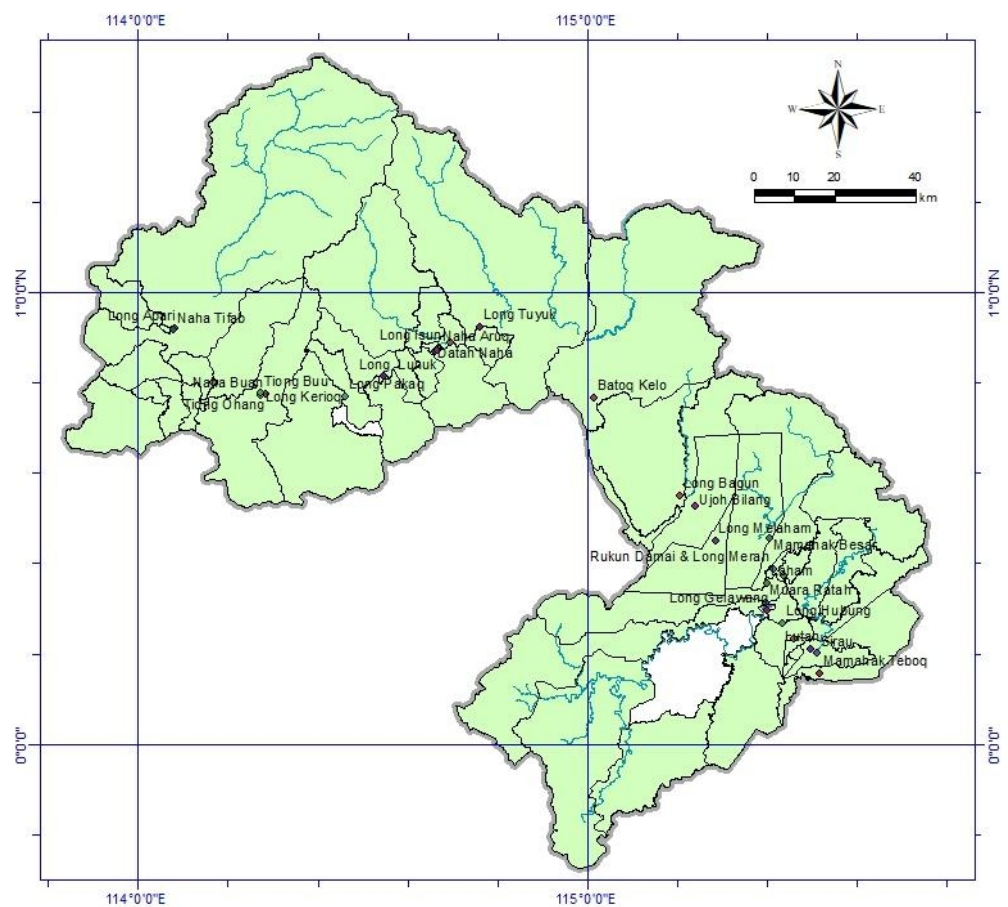 114°0'0"E
115°0'0"E
N
W
E
S
0 10 20 40
km
1°0'0"N
1°0'0"N
Long Apari
Naha Tifab
Long Tuyuk
Long Isun
Naha Aruq
Datah Naha
Long Lunuk
Long Pakaq
Naha Buan
Tiong Buu
Long Kerioq
Tiong Ohang
Batoq Kelo
Long Bagun
Ujoh Bilang
Long Melaham
Mamahak Besar
Rukun Damai & Long Merah
Laham
Muara Ratah
Long Gelawang
Long Hubung
Lutan
Sirau
Mamahak Teboq
0°0'0"
0°0'0"
114°0'0"E
115°0'0"E